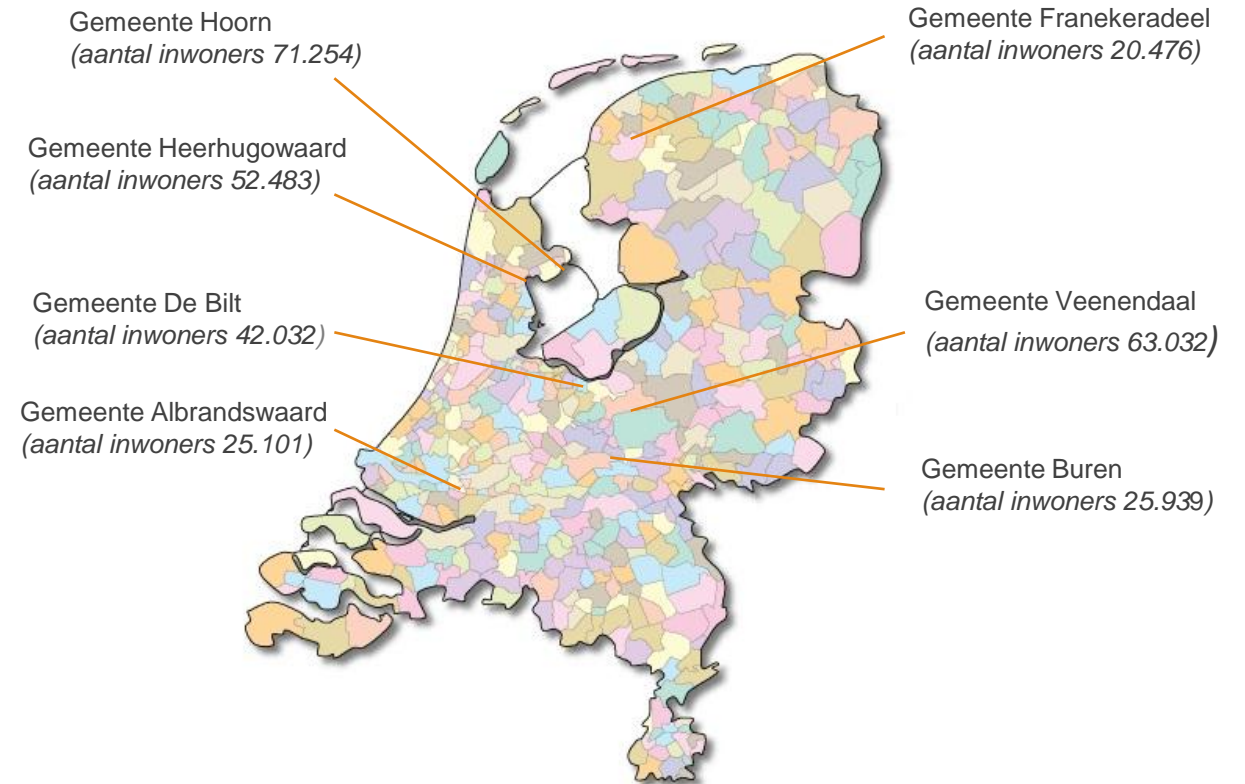 Gemeente Hoorn
(aantal inwoners 71.254)
Gemeente Heerhugowaard
(aantal inwoners 52.483)
Gemeente De Bilt
(aantal inwoners 42.032)
Gemeente Albrandswaard
(aantal inwoners 25.101)
Gemeente Franekeradeel
(aantal inwoners 20.476)
Gemeente Veenendaal
(aantal inwoners 63.032)
Gemeente Buren
(aantal inwoners 25.939)